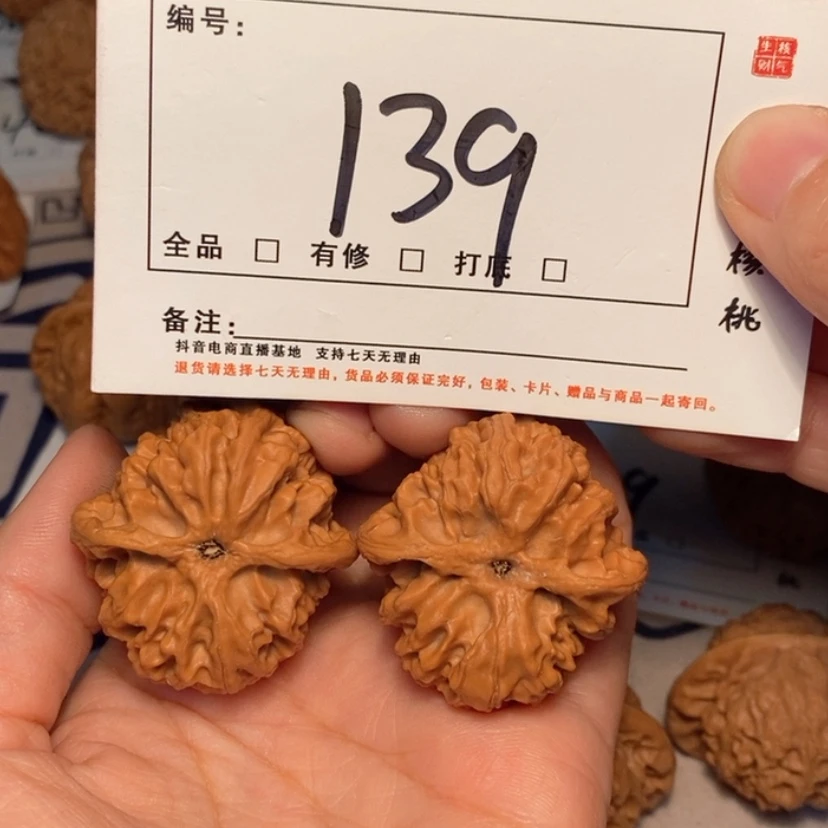 编号：
139
全品 □ 有修 □ 打底 □
备注：
抖音电商直播基地 支持七天无理由
退货请选择七天无理由，货品必须保证完好，包装、卡片、赠品与商品一起寄回。
核桃